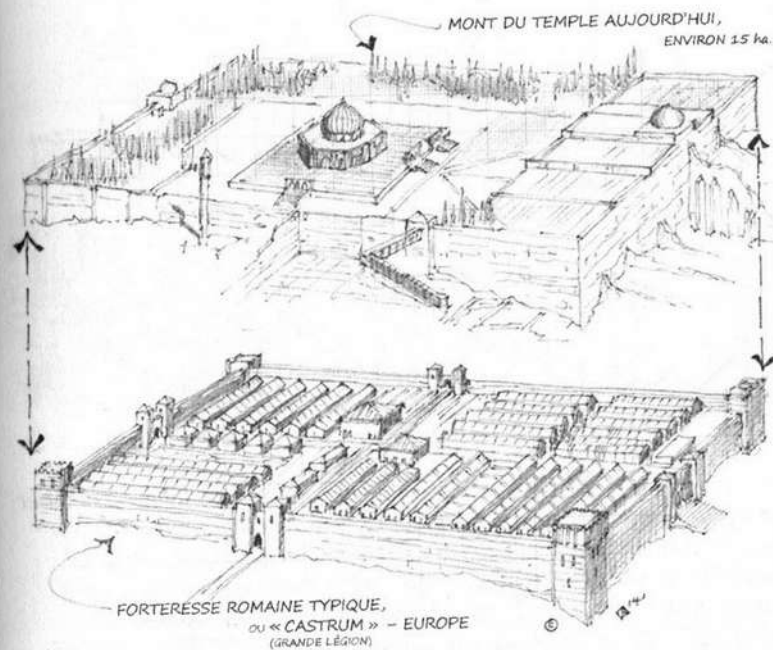 MONT DU TEMPLE AUJOURD'HUI,
ENVIRON 15 ha.
FORTERESSE ROMAINE TYPIQUE,
OU « CASTRUM » – EUROPE
(GRANDE LÉGION)
©